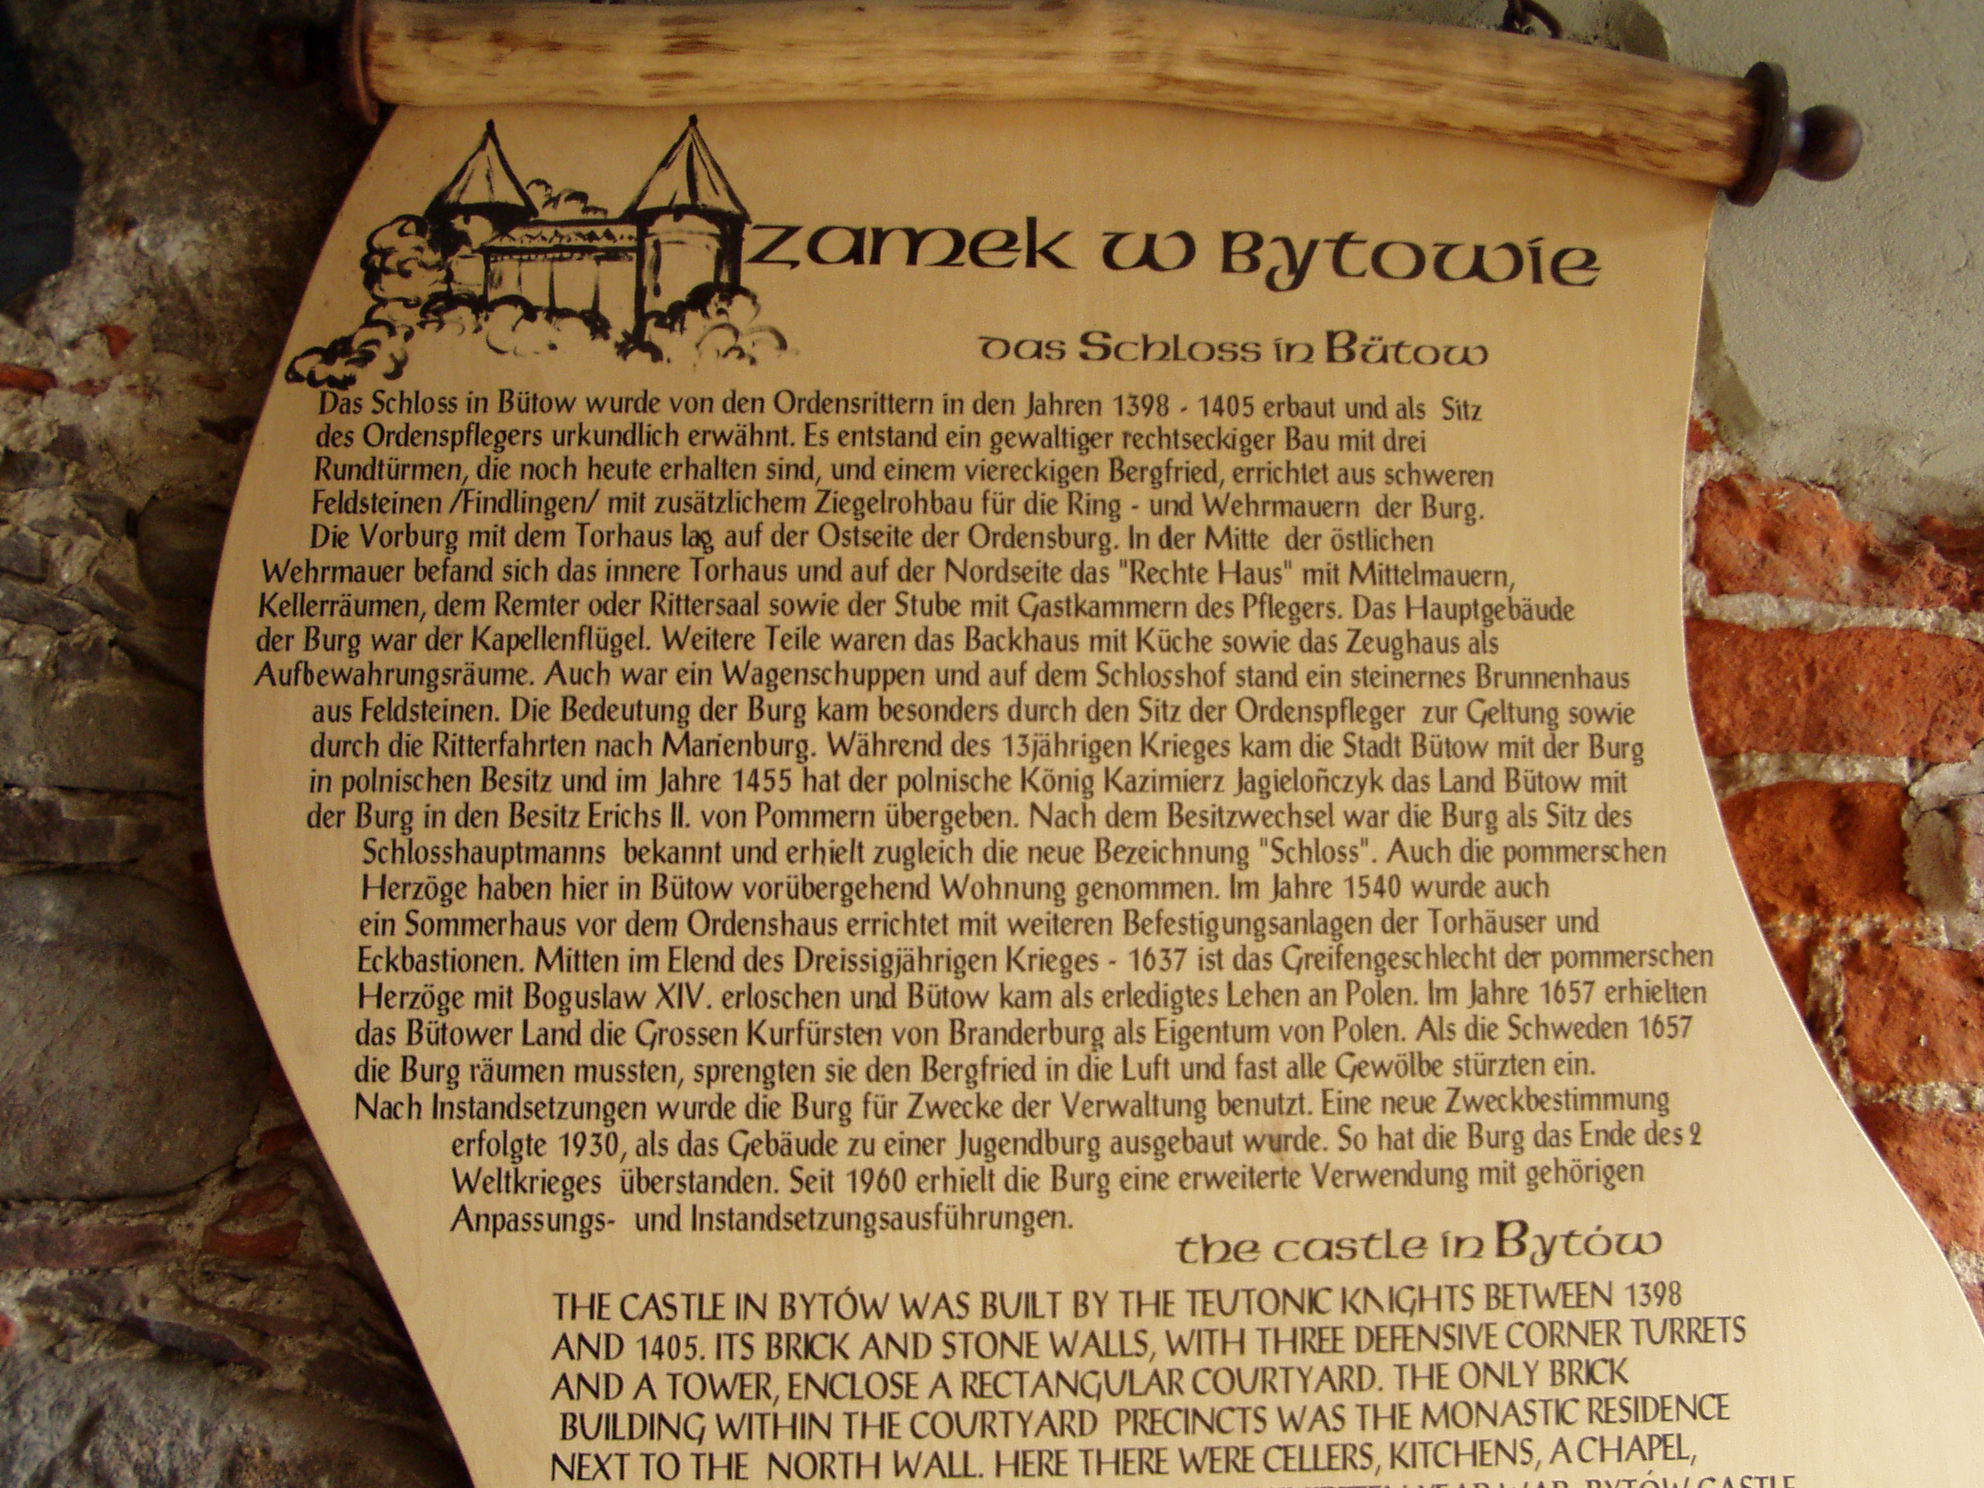 zamek w Bytowie
das Schloss in Bütow
Das Schloss in Bütow wurde von den Ordensrittern in den Jahren 1398 - 1405 erbaut und als Sitz
des Ordenspflegers urkundlich erwähnt. Es entstand ein gewaltiger rechtseckiger Bau mit drei
Rundtürmen, die noch heute erhalten sind, und einem viereckigen Bergfried, errichtet aus schweren
Feldsteinen /Findlingen/ mit zusätzlichem Ziegelrohbau für die Ring - und Wehrmauern der Burg.
Die Vorburg mit dem Torhaus lag auf der Ostseite der Ordensburg. In der Mitte der östlichen
Wehrmauer befand sich das innere Torhaus und auf der Nordseite das "Rechte Haus" mit Mittelmauern,
Kellerräumen, dem Remter oder Rittersaal sowie der Stube mit Gastkammern des Pflegers. Das Hauptgebäude
der Burg war der Kapellenflügel. Weitere Teile waren das Backhaus mit Küche sowie das Zeughaus als
Aufbewahrungsräume. Auch war ein Wagenschuppen und auf dem Schlosshof stand ein steinernes Brunnenhaus
aus Feldsteinen. Die Bedeutung der Burg kam besonders durch den Sitz der Ordenspfleger zur Geltung sowie
durch die Ritterfahrten nach Marienburg. Während des 13jährigen Krieges kam die Stadt Bütow mit der Burg
in polnischen Besitz und im Jahre 1455 hat der polnische König Kazimierz Jagieloñczyk das Land Bütow mit
der Burg in den Besitz Erichs II. von Pommern übergeben. Nach dem Besitzwechsel war die Burg als Sitz des
Schlosshauptmanns bekannt und erhielt zugleich die neue Bezeichnung "Schloss". Auch die pommerschen
Herzöge haben hier in Bütow vorübergehend Wohnung genommen. Im Jahre 1540 wurde auch
ein Sommerhaus vor dem Ordenshaus errichtet mit weiteren Befestigungsanlagen der Torhäuser und
Eckbastionen. Mitten im Elend des Dreissigjährigen Krieges - 1637 ist das Greifengeschlecht der pommerschen
Herzöge mit Boguslaw XIV. erloschen und Bütow kam als erledigtes Lehen an Polen. Im Jahre 1657 erhielten
das Bütower Land die Grossen Kurfürsten von Branderburg als Eigentum von Polen. Als die Schweden 1657
die Burg räumen mussten, sprengten sie den Bergfried in die Luft und fast alle Gewölbe stürzten ein.
Nach Instandsetzungen wurde die Burg für Zwecke der Verwaltung benutzt. Eine neue Zweckbestimmung
erfolgte 1930, als das Gebäude zu einer Jugendburg ausgebaut wurde. So hat die Burg das Ende des 2
Weltkrieges überstanden. Seit 1960 erhielt die Burg eine erweiterte Verwendung mit gehörigen
Anpassungs- und Instandsetzungsausführungen.
the castle in Bytów
THE CASTLE IN BYTÓW WAS BUILT BY THE TEUTONIC KNIGHTS BETWEEN 1398
AND 1405. ITS BRICK AND STONE WALLS, WITH THREE DEFENSIVE CORNER TURRETS
AND A TOWER, ENCLOSE A RECTANGULAR COURTYARD. THE ONLY BRICK
BUILDING WITHIN THE COURTYARD PRECINCTS WAS THE MONASTIC RESIDENCE
NEXT TO THE NORTH WALL. HERE THERE WERE CELLERS, KITCHENS, A CHAPEL,
YEAR WAR, BYTÓW CASTLE